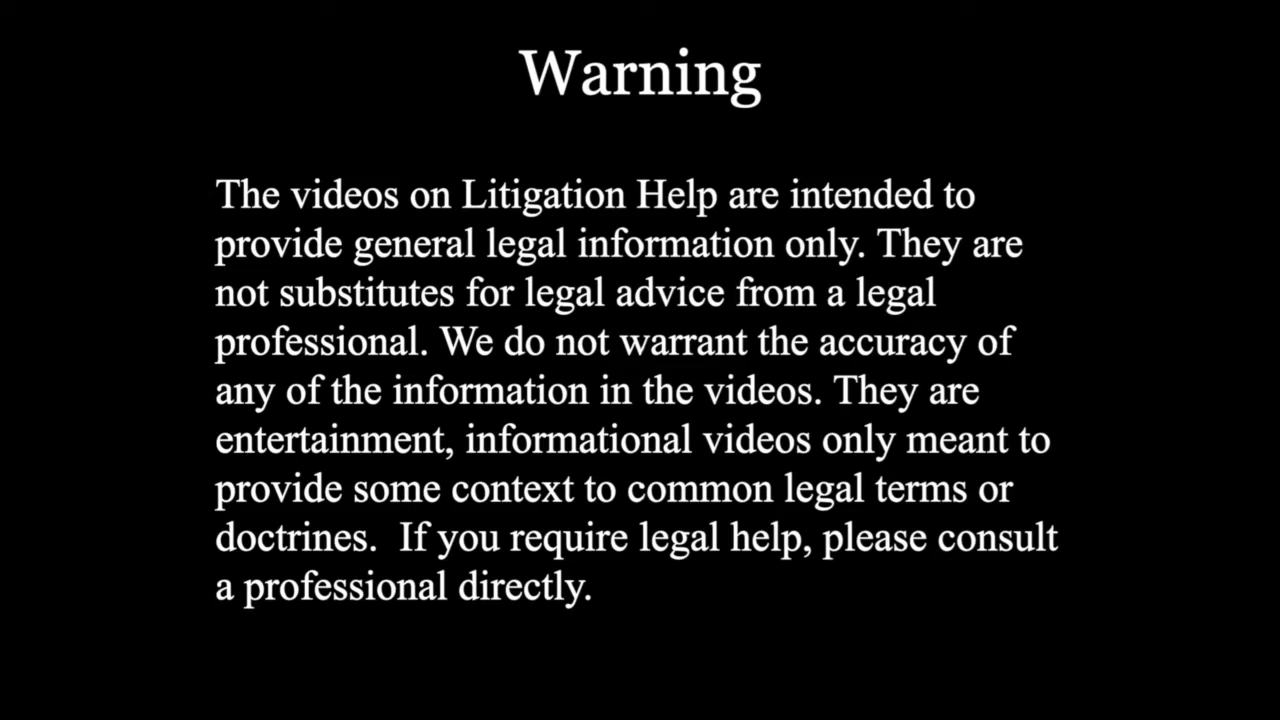 Warning
The videos on Litigation Help are intended to
provide general legal information only. They are
not substitutes for legal advice from a legal
professional. We do not warrant the accuracy of
any of the information in the videos. They are
entertainment, informational videos only meant to
provide some context to common legal terms or
doctrines.  If you require legal help, please consult
a professional directly.